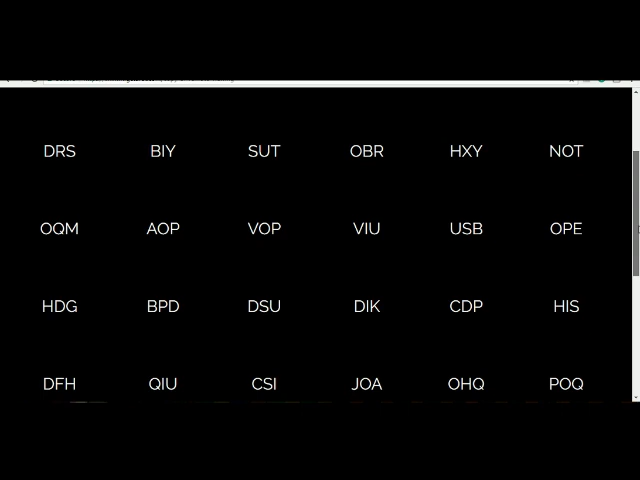 DRS BIY SUT OBR HXY NOT
OQM AOP VOP VIU USB OPE
HDG BPD DSU DIK CDP HIS
DFH QIU CSI JOA OHQ POQ